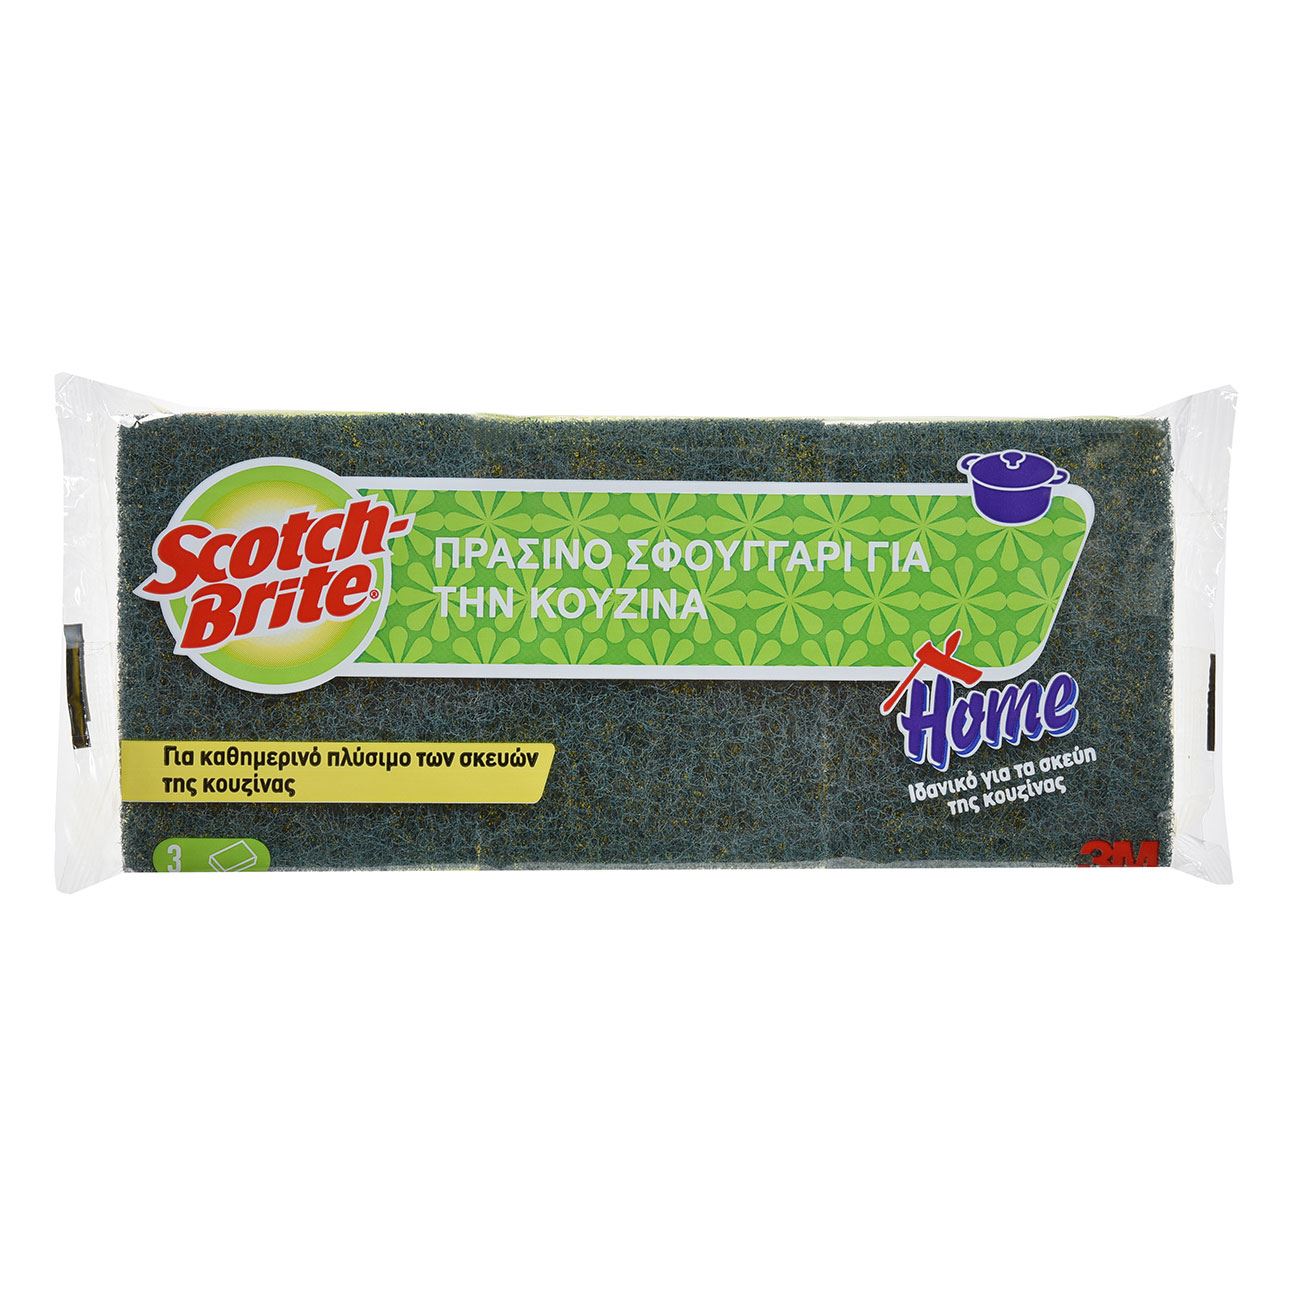 Scotch-
Brite®
ΠΡΑΣΙΝΟ ΣΦΟΥΓΓΑΡΙ ΓΙΑ
ΤΗΝ ΚΟΥΖΙΝΑ
Home
Ιδανικό για τα σκεύη
της κουζίνας
Για καθημερινό πλύσιμο των σκευών
της κουζίνας
3
3M